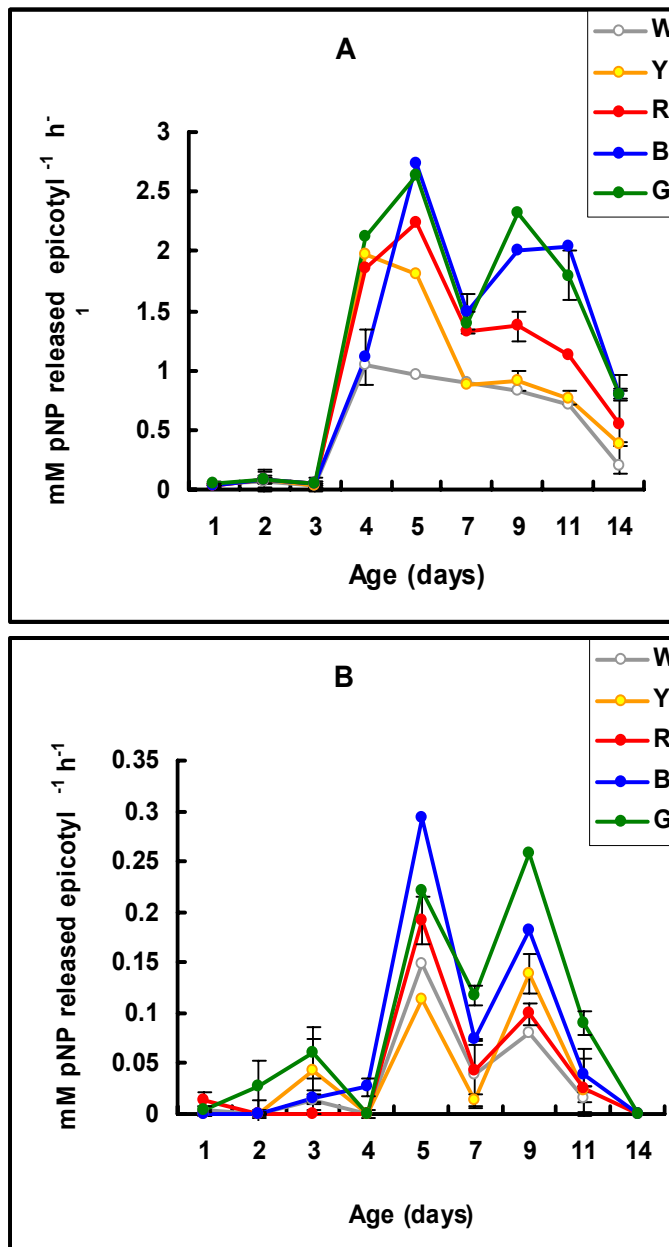 A
W
Y
R
B
G
mM pNP released epicotyl -1 h-
1
3
2.5
2
1.5
1
0.5
0
1 2 3 4 5 7 9 11 14
Age (days)
B
W
Y
R
B
G
mM pNP released epicotyl -1 h-1
0.35
0.3
0.25
0.2
0.15
0.1
0.05
0
1 2 3 4 5 7 9 11 14
Age (days)